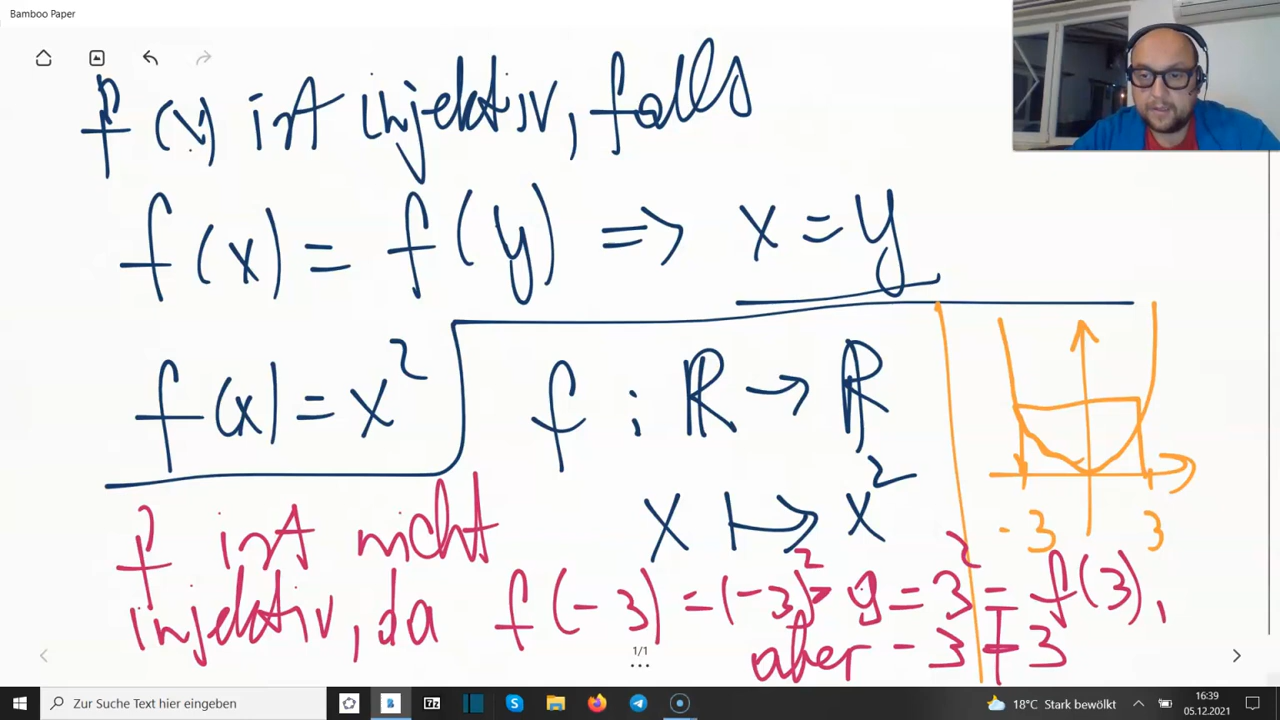 Bamboo Paper
f(x) ist injektiv, falls
f(x) = f(y) => x = y
f(x) = x²
f : ℝ → ℝ
x ↦ x²
-3 3
f ist nicht
injektiv, da f(-3) = (-3)² = 9 = 3² = f(3),
aber -3 ≠ 3
1/1
Zur Suche Text hier eingeben
7z
18°C Stark bewölkt
16:39
05.12.2021